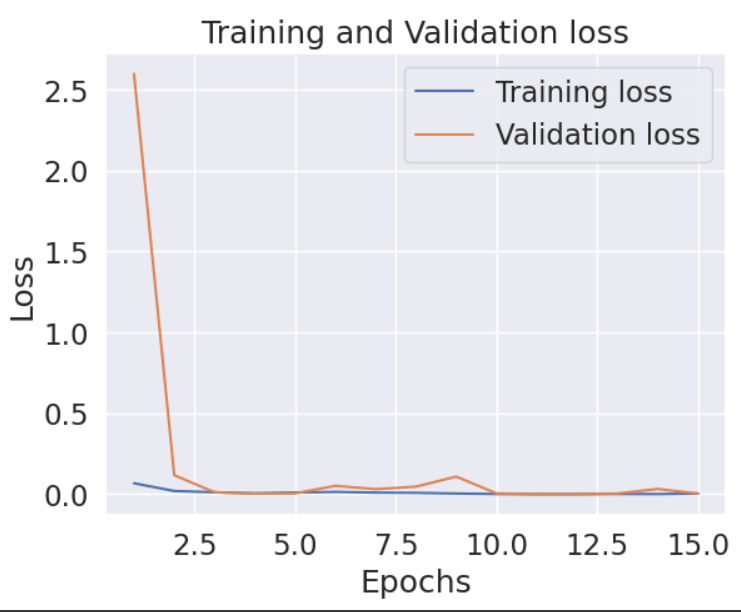 Training and Validation loss
Training loss
Validation loss
2.5
2.0
1.5
1.0
0.5
0.0
Loss
2.5 5.0 7.5 10.0 12.5 15.0
Epochs